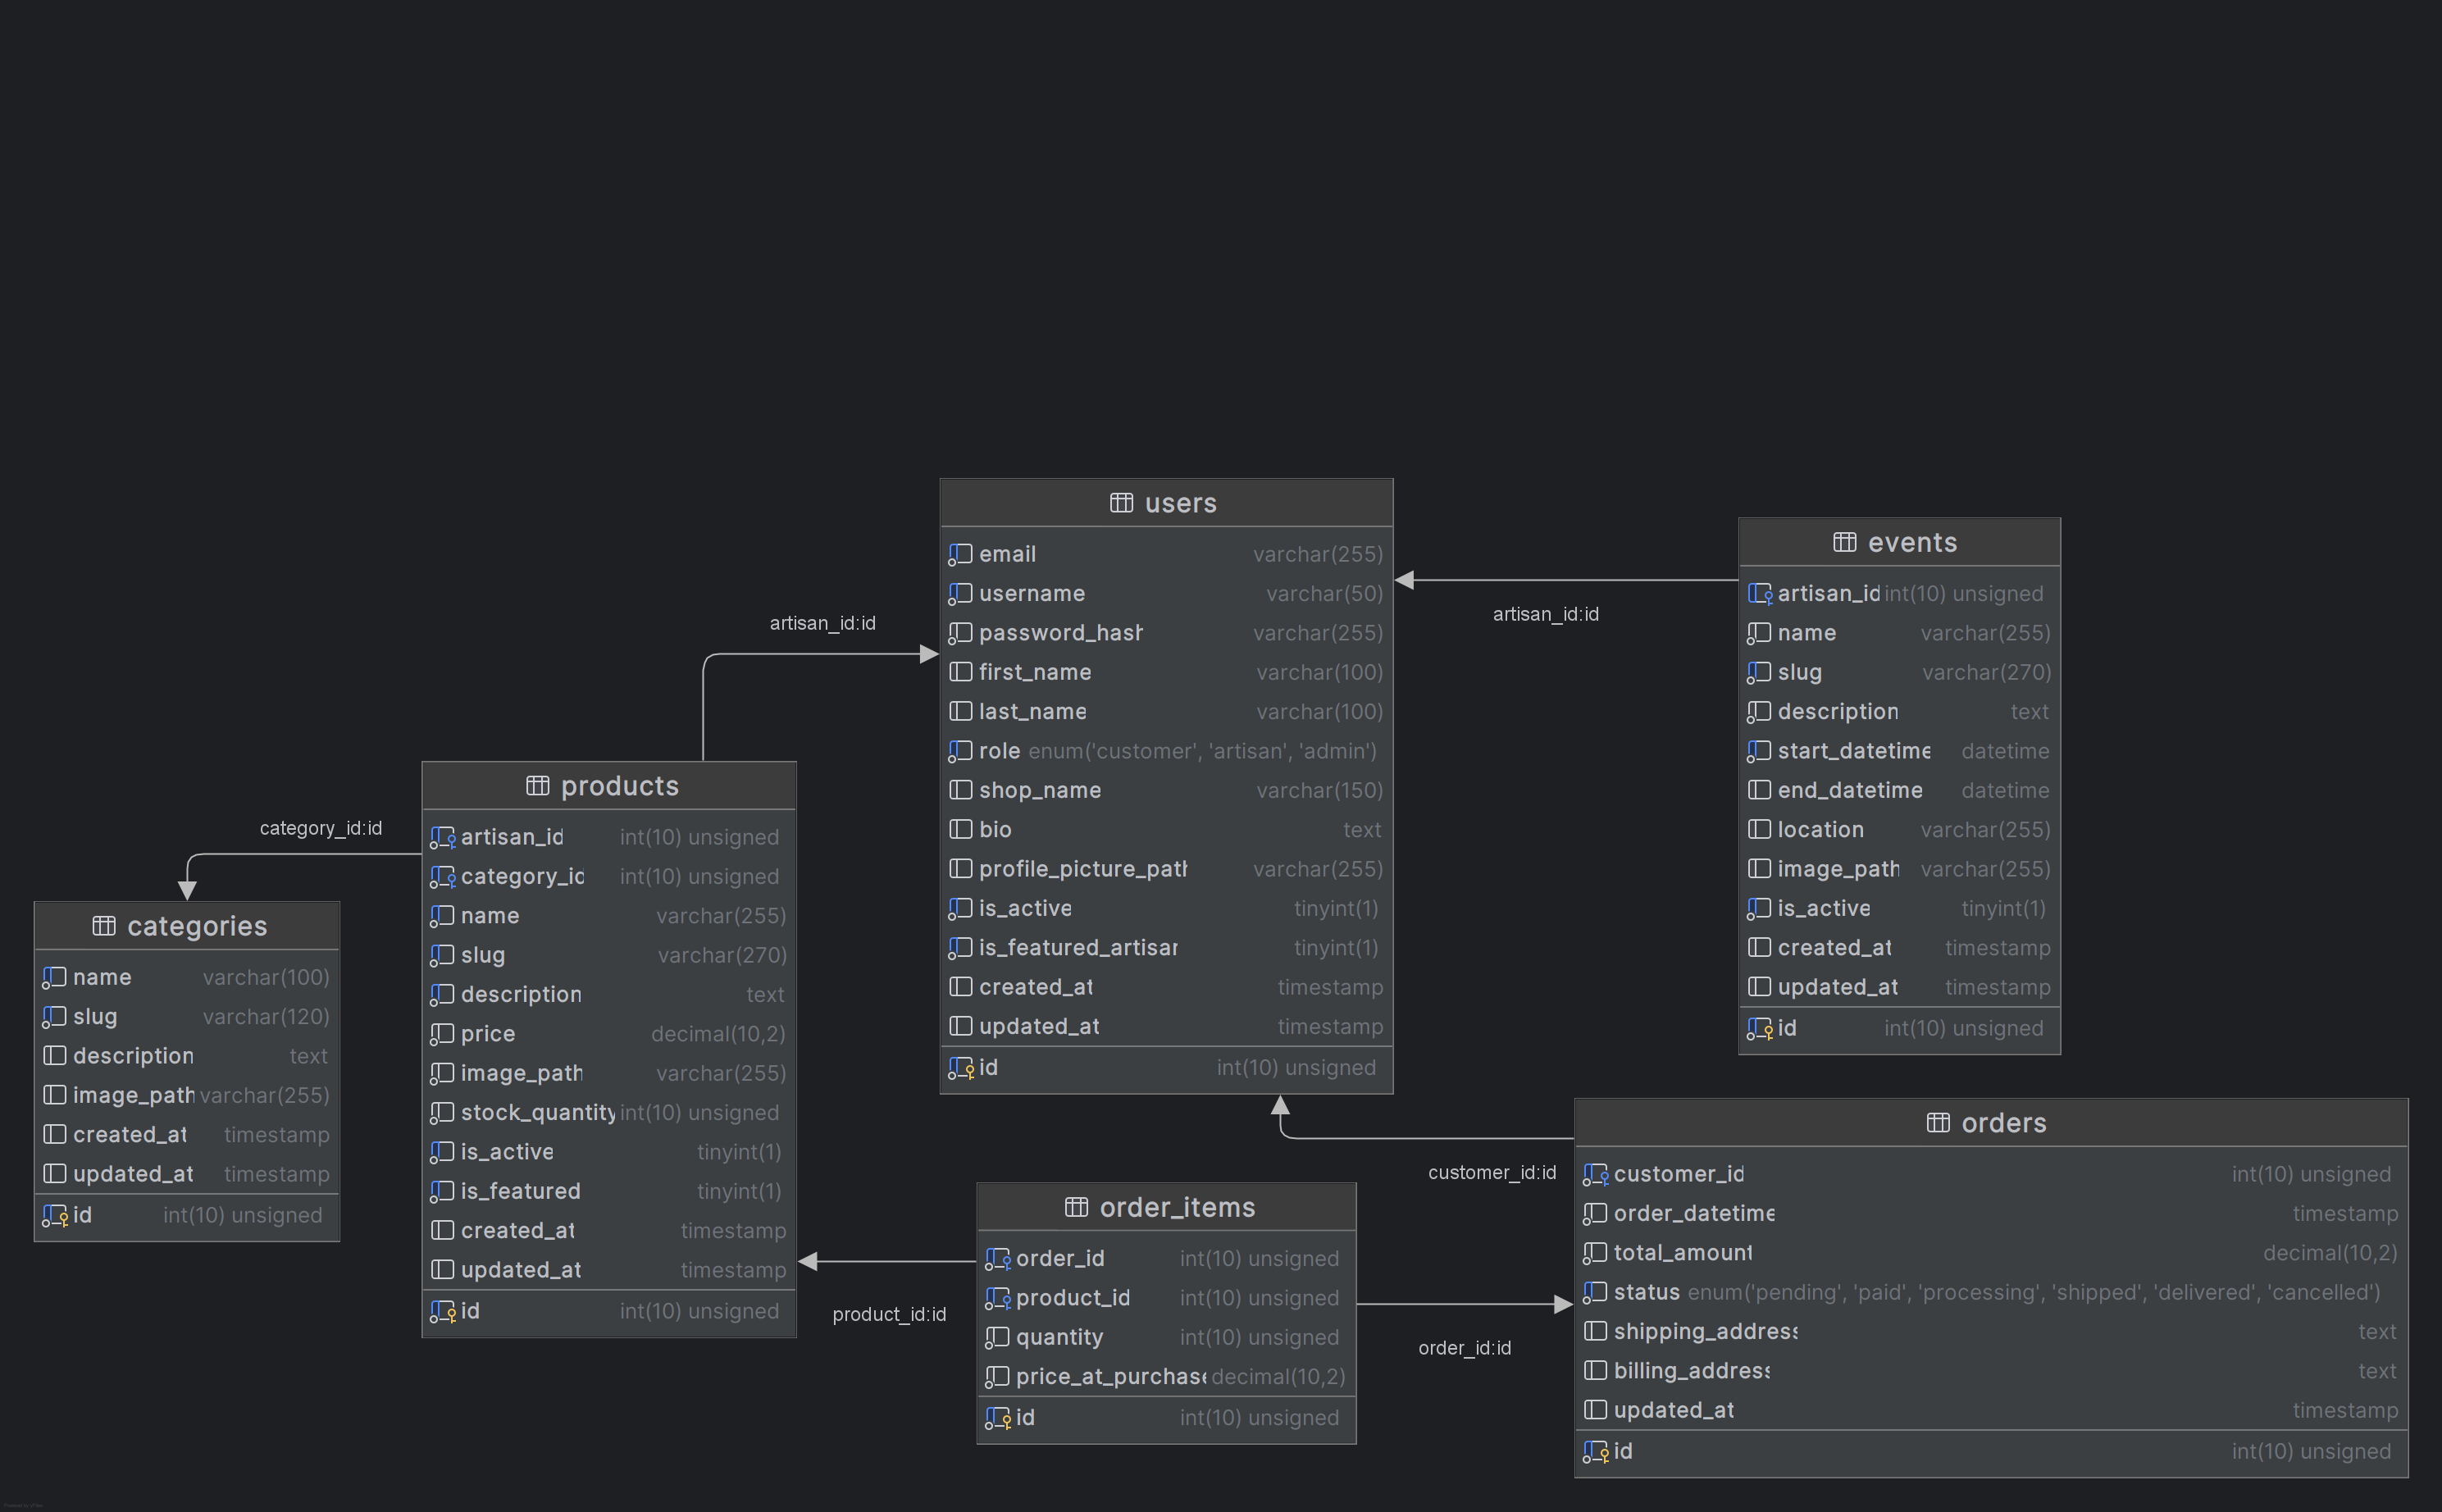 users
email varchar(255)
username varchar(50)
password_hash varchar(255)
first_name varchar(100)
last_name varchar(100)
role enum('customer', 'artisan', 'admin')
shop_name varchar(150)
bio text
profile_picture_path varchar(255)
is_active tinyint(1)
is_featured_artisan tinyint(1)
created_at timestamp
updated_at timestamp
id int(10) unsigned
events
artisan_id int(10) unsigned
name varchar(255)
slug varchar(270)
description text
start_datetime datetime
end_datetime datetime
location varchar(255)
image_path varchar(255)
is_active tinyint(1)
created_at timestamp
updated_at timestamp
id int(10) unsigned
artisan_id:id
artisan_id:id
products
artisan_id int(10) unsigned
category_id int(10) unsigned
name varchar(255)
slug varchar(270)
description text
price decimal(10,2)
image_path varchar(255)
stock_quantity int(10) unsigned
is_active tinyint(1)
is_featured tinyint(1)
created_at timestamp
updated_at timestamp
id int(10) unsigned
category_id:id
categories
name varchar(100)
slug varchar(120)
description text
image_path varchar(255)
created_at timestamp
updated_at timestamp
id int(10) unsigned
orders
customer_id int(10) unsigned
order_datetime timestamp
total_amount decimal(10,2)
status enum('pending', 'paid', 'processing', 'shipped', 'delivered', 'cancelled')
shipping_address text
billing_address text
updated_at timestamp
id int(10) unsigned
customer_id:id
order_items
order_id int(10) unsigned
product_id int(10) unsigned
quantity int(10) unsigned
price_at_purchase decimal(10,2)
id int(10) unsigned
product_id:id
order_id:id